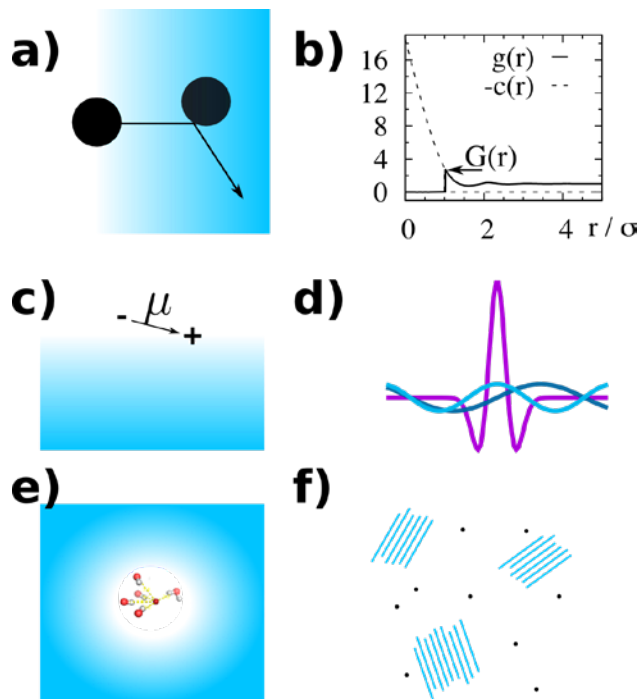 a)
b)
16
12
8
4
0
g(r)
-c(r)
G(r)
0 2 4 r / σ
c)
- μ +
d)
e)
f)